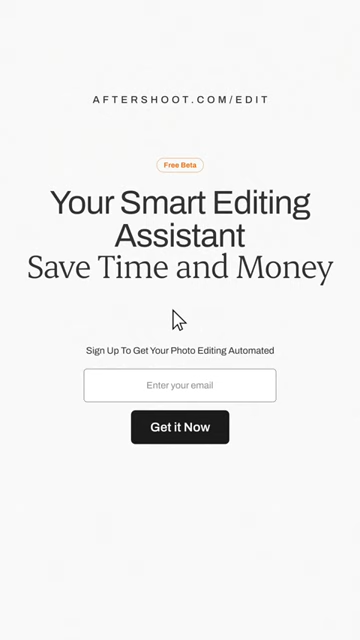 AFTERSHOOT.COM/EDIT
Free Beta
Your Smart Editing
Assistant
Save Time and Money
Sign Up To Get Your Photo Editing Automated
Enter your email
Get it Now